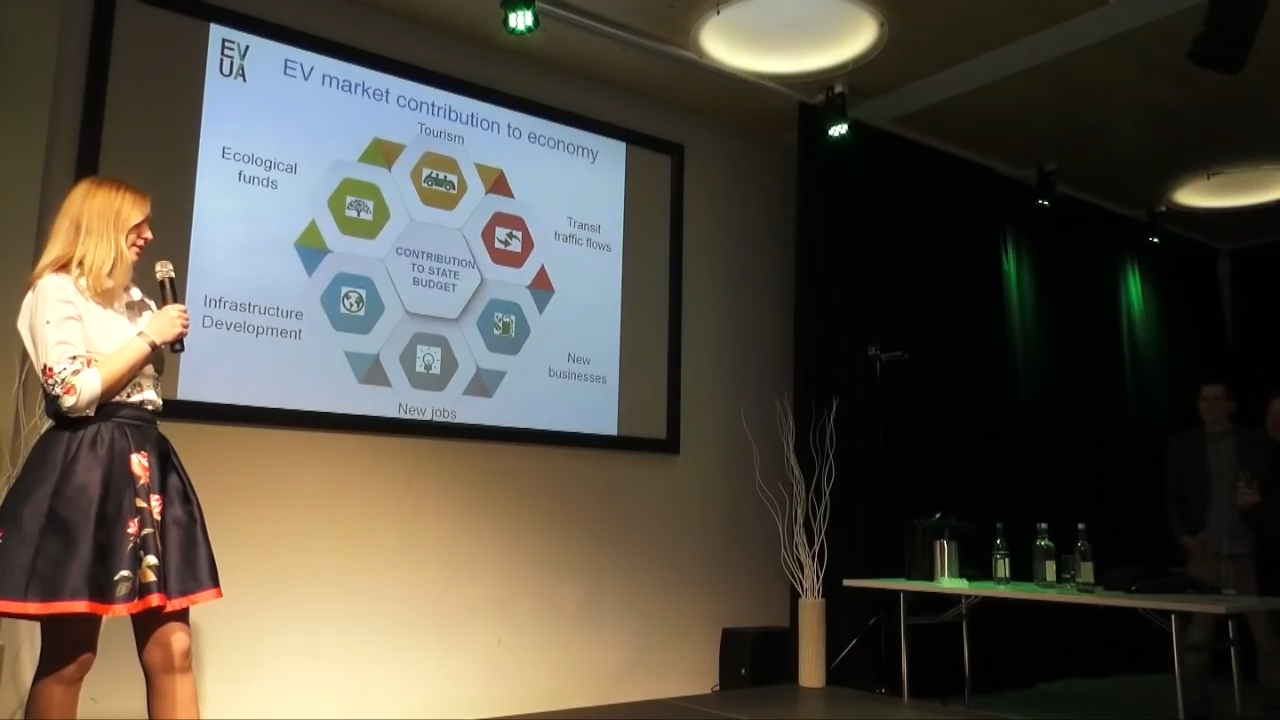 EV
UA
EV market contribution to economy
Tourism
Ecological
funds
Transit
traffic flows
CONTRIBUTION
TO STATE
BUDGET
Infrastructure
Development
New
businesses
New jobs